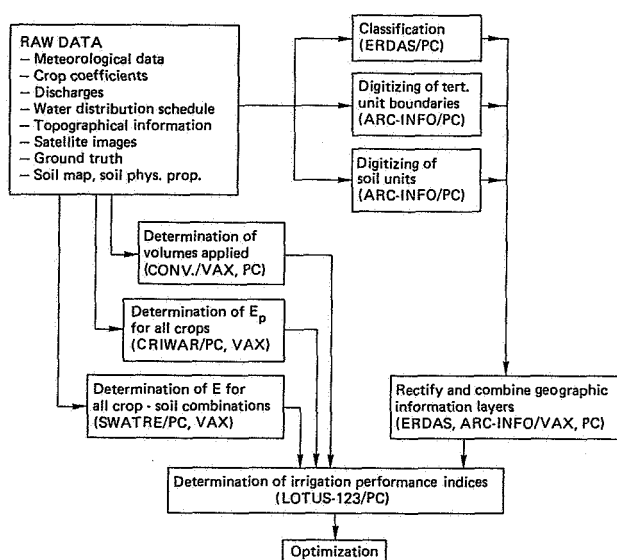 RAW DATA
– Meteorological data
– Crop coefficients
– Discharges
– Water distribution schedule
– Topographical information
– Satellite images
– Ground truth
– Soil map, soil phys. prop.
Classification
(ERDAS/PC)
Digitizing of tert.
unit boundaries
(ARC-INFO/PC)
Digitizing of
soil units
(ARC-INFO/PC)
Determination of
volumes applied
(CONV./VAX, PC)
Determination of Ep
for all crops
(CRIWAR/PC, VAX)
Determination of E for
all crop - soil combinations
(SWATRE/PC, VAX)
Rectify and combine geographic
information layers
(ERDAS, ARC-INFO/VAX, PC)
Determination of irrigation performance indices
(LOTUS-123/PC)
Optimization